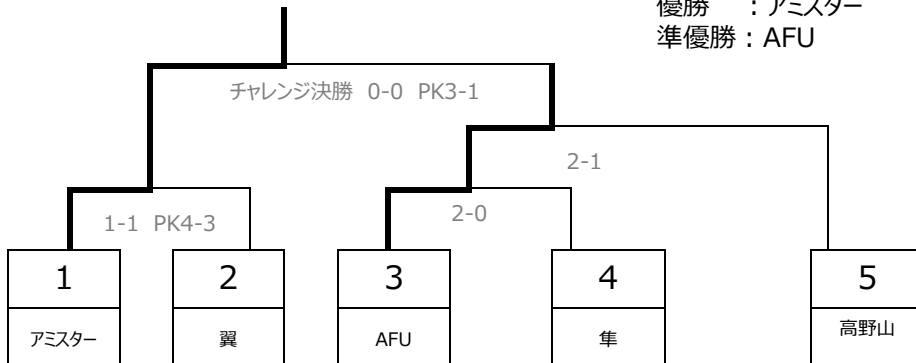 優勝　：アミスター
準優勝：AFU
チャレンジ決勝 0-0 PK3-1
2-1
1-1 PK4-3
2-0
1 2 3 4 5
アミスター 翼 AFU 隼 高野山